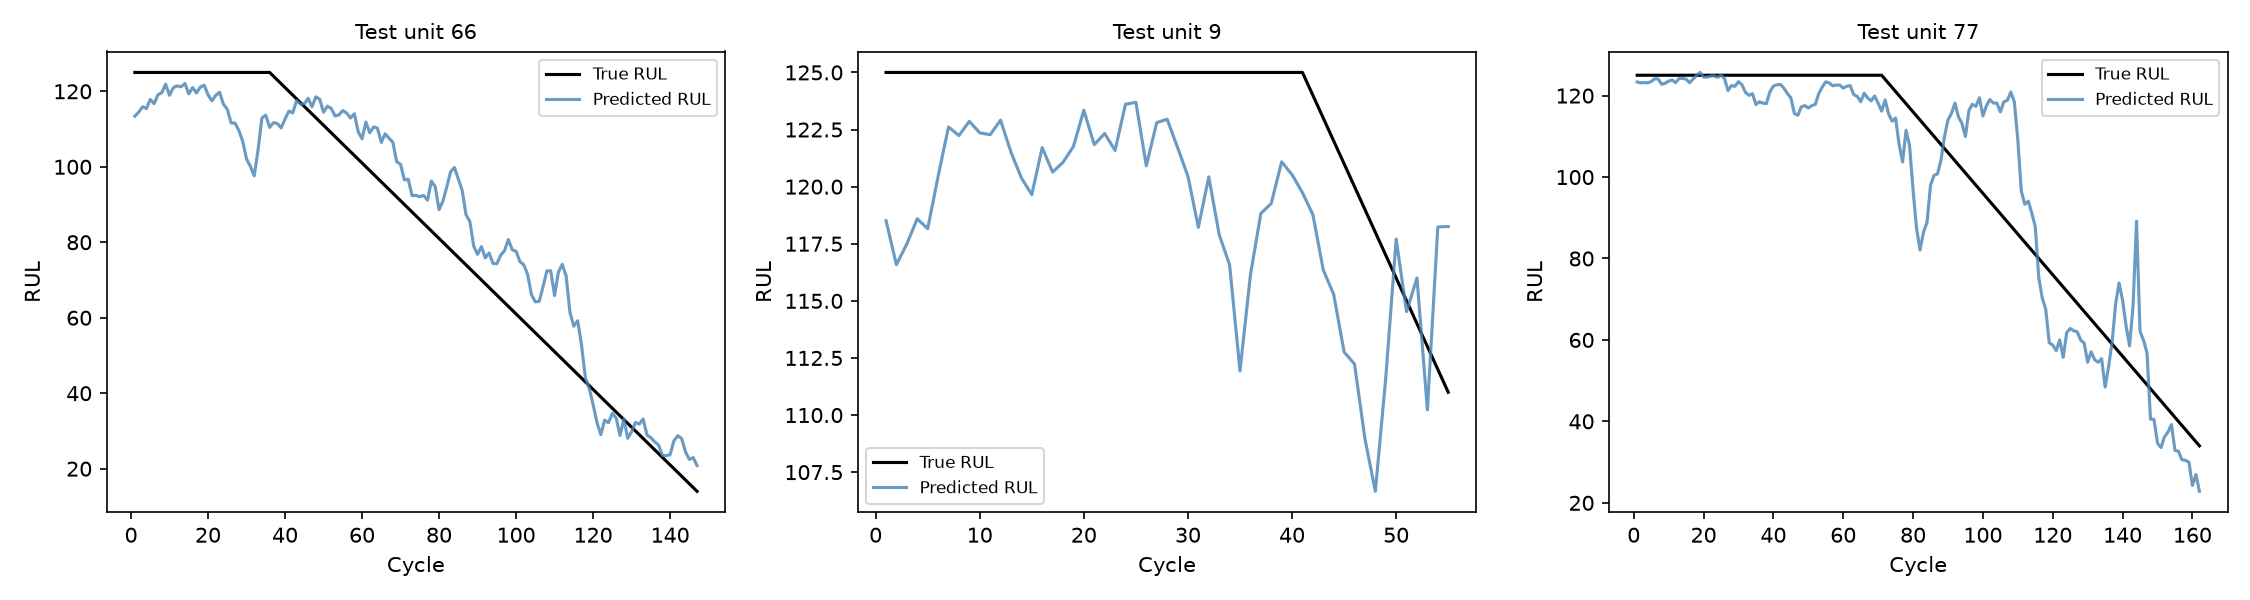 Test unit 66
120
100
80
60
40
20
RUL
0 20 40 60 80 100 120 140
Cycle
True RUL
Predicted RUL
Test unit 9
125.0
122.5
120.0
117.5
115.0
112.5
110.0
107.5
RUL
0 10 20 30 40 50
Cycle
True RUL
Predicted RUL
Test unit 77
120
100
80
60
40
20
RUL
0 20 40 60 80 100 120 140 160
Cycle
True RUL
Predicted RUL